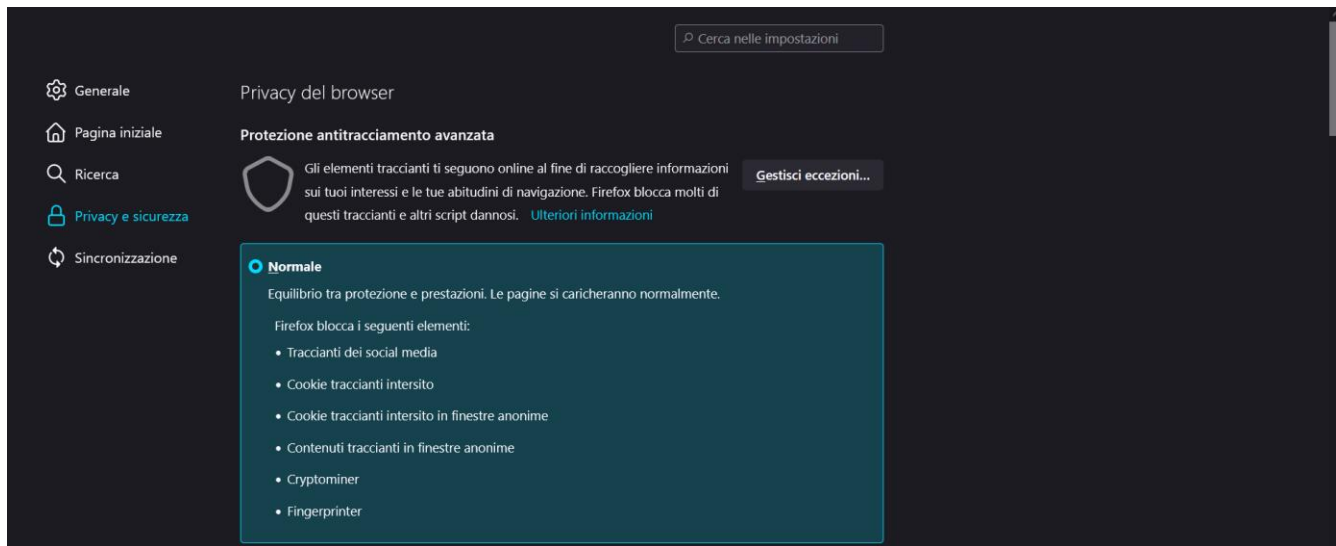 Cerca nelle impostazioni
Generale
Pagina iniziale
Ricerca
Privacy e sicurezza
Sincronizzazione
Privacy del browser
Protezione antitracciamento avanzata
Gli elementi traccianti ti seguono online al fine di raccogliere informazioni
sui tuoi interessi e le tue abitudini di navigazione. Firefox blocca molti di
questi traccianti e altri script dannosi. Ulteriori informazioni
Gestisci eccezioni...
Normale
Equilibrio tra protezione e prestazioni. Le pagine si caricheranno normalmente.
Firefox blocca i seguenti elementi:
• Traccianti dei social media
• Cookie traccianti intersito
• Cookie traccianti intersito in finestre anonime
• Contenuti traccianti in finestre anonime
• Cryptominer
• Fingerprinter